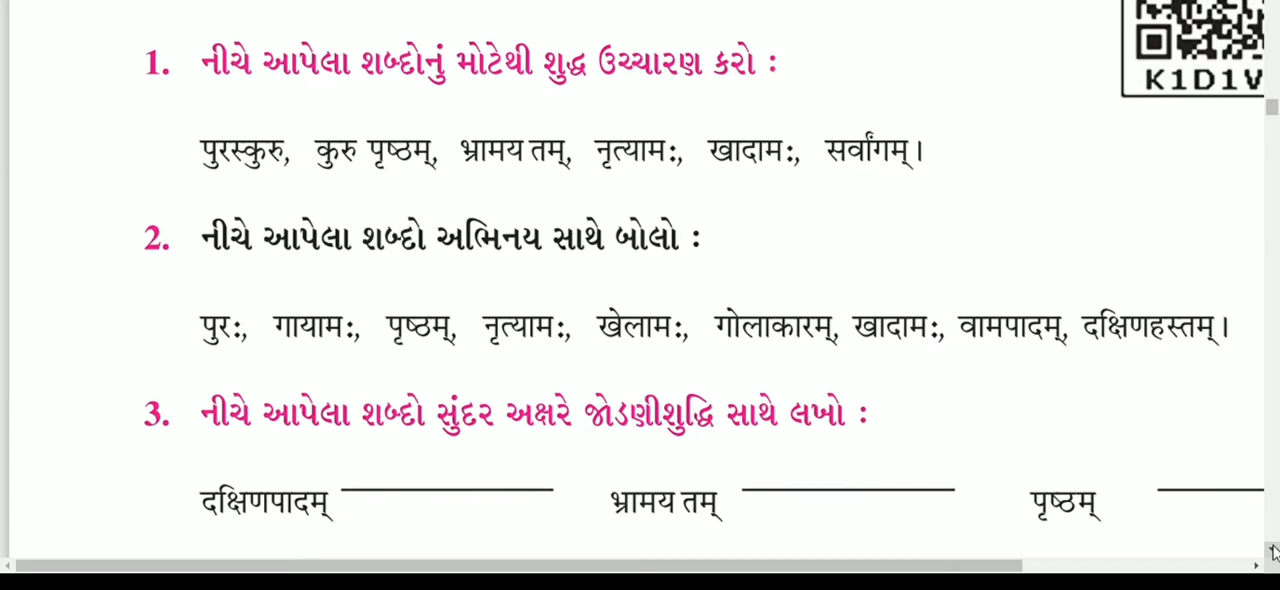 K1D1V
1. નીચે આપેલા શબ્દોનું મોટેથી શુદ્ધ ઉચ્ચારણ કરો :
पुरस्कुरु, कुरु पृष्ठम्, भ्रामय तम्, नृत्यामः, खादामः, सर्वांगम्।
2. નીચે આપેલા શબ્દો અભિનય સાથે બોલો :
पुरः, गायामः, पृष्ठम्, नृत्यामः, खेलामः, गोलाकारम्, खादामः, वामपादम्, दक्षिणहस्तम्।
3. નીચે આપેલા શબ્દો સુંદર અક્ષરે જોડણીશુદ્ધિ સાથે લખો :
दक्षिणपादम् भ्रामय तम् पृष्ठम्